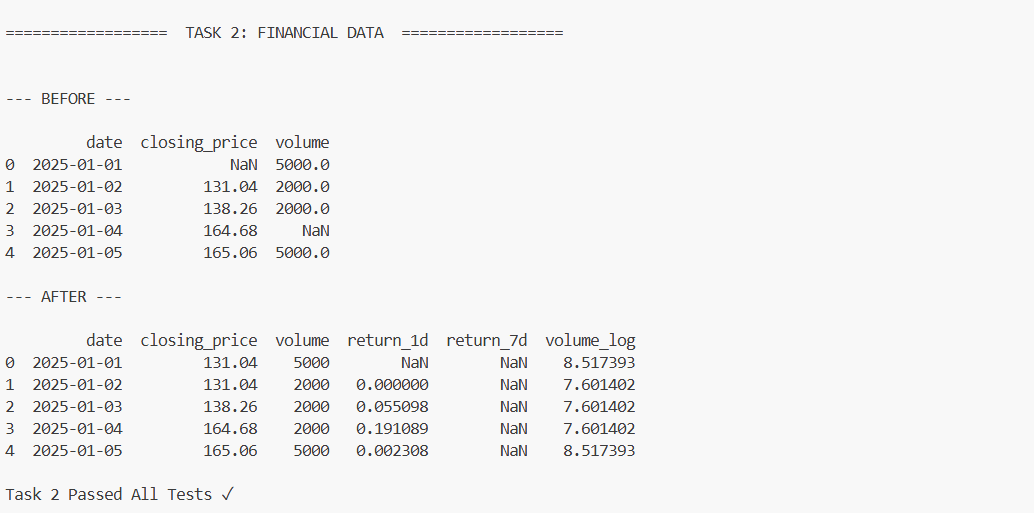 ==================  TASK 2: FINANCIAL DATA  ==================
--- BEFORE ---
         date  closing_price  volume
0  2025-01-01            NaN  5000.0
1  2025-01-02         131.04  2000.0
2  2025-01-03         138.26  2000.0
3  2025-01-04         164.68     NaN
4  2025-01-05         165.06  5000.0
--- AFTER ---
         date  closing_price  volume  return_1d  return_7d  volume_log
0  2025-01-01         131.04    5000        NaN        NaN    8.517393
1  2025-01-02         131.04    2000   0.000000        NaN    7.601402
2  2025-01-03         138.26    2000   0.055098        NaN    7.601402
3  2025-01-04         164.68    2000   0.191089        NaN    7.601402
4  2025-01-05         165.06    5000   0.002308        NaN    8.517393
Task 2 Passed All Tests ✓